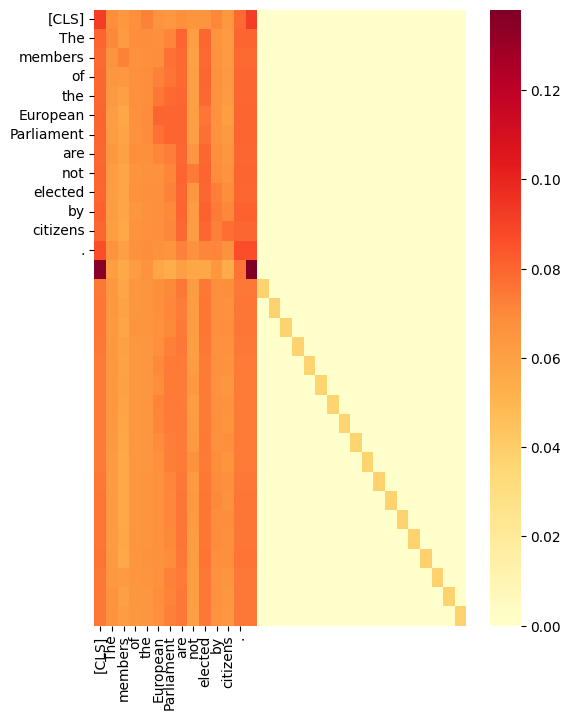 [CLS]
The
members
of
the
European
Parliament
are
not
elected
by
citizens
.
0.12
0.10
0.08
0.06
0.04
0.02
0.00
[CLS]
The
members
of
the
European
Parliament
are
not
elected
by
citizens
.